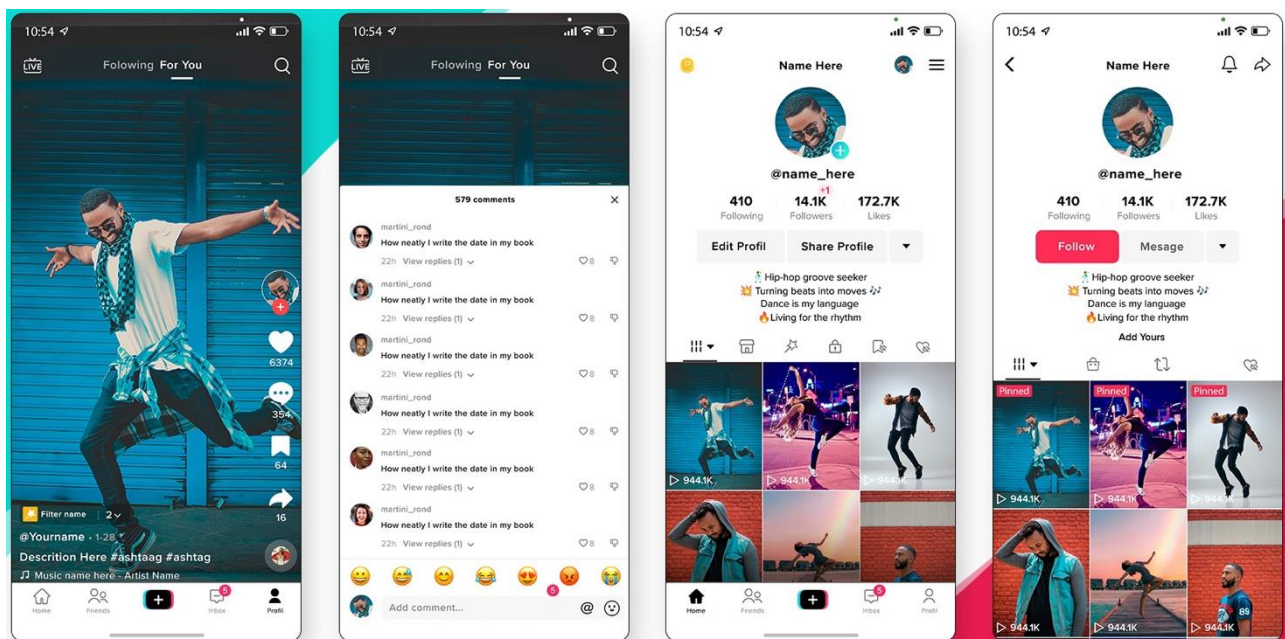 10:54
LIVE
Folowing For You
6374
354
64
16
Filter name 2
@Yourname - 1-28
Descrition Here #ashtaag #ashtag
Music name here - Artist Name
Home Friends Inbox 5 Profil
10:54
LIVE
Folowing For You
579 comments
martini_rond
How neatly I write the date in my book
22h View replies (1) 8
martini_rond
How neatly I write the date in my book
22h View replies (1) 8
martini_rond
How neatly I write the date in my book
22h View replies (1) 8
martini_rond
How neatly I write the date in my book
22h View replies (1) 8
martini_rond
How neatly I write the date in my book
22h View replies (1) 8
martini_rond
How neatly I write the date in my book
22h View replies (1) 8
5
Add comment... @
10:54
Name Here
@name_here
+1
410 14.1K 172.7K
Following Followers Likes
Edit Profil Share Profile
Hip-hop groove seeker
Turning beats into moves
Dance is my language
Living for the rhythm
944.1K 944.1K 944.1K
944.1K 944.1K 944.1K
Home Friends Inbox 5 Profil
10:54
Name Here
@name_here
410 14.1K 172.7K
Following Followers Likes
Follow Mesage
Hip-hop groove seeker
Turning beats into moves
Dance is my language
Living for the rhythm
Add Yours
Pinned Pinned Pinned
944.1K 944.1K 944.1K
89
944.1K 944.1K 944.1K